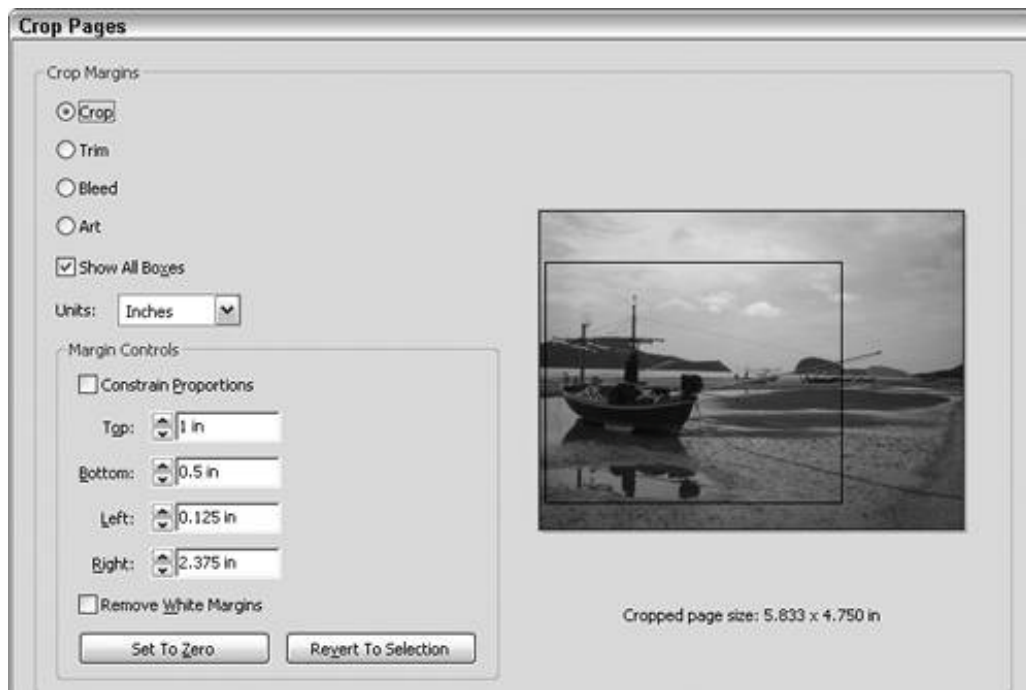 Crop Pages
Crop Margins
Crop
Trim
Bleed
Art
Show All Boxes
Units: Inches
Margin Controls
Constrain Proportions
Top: 1 in
Bottom: 0.5 in
Left: 0.125 in
Right: 2.375 in
Remove White Margins
Set To Zero Revert To Selection
Cropped page size: 5.833 x 4.750 in